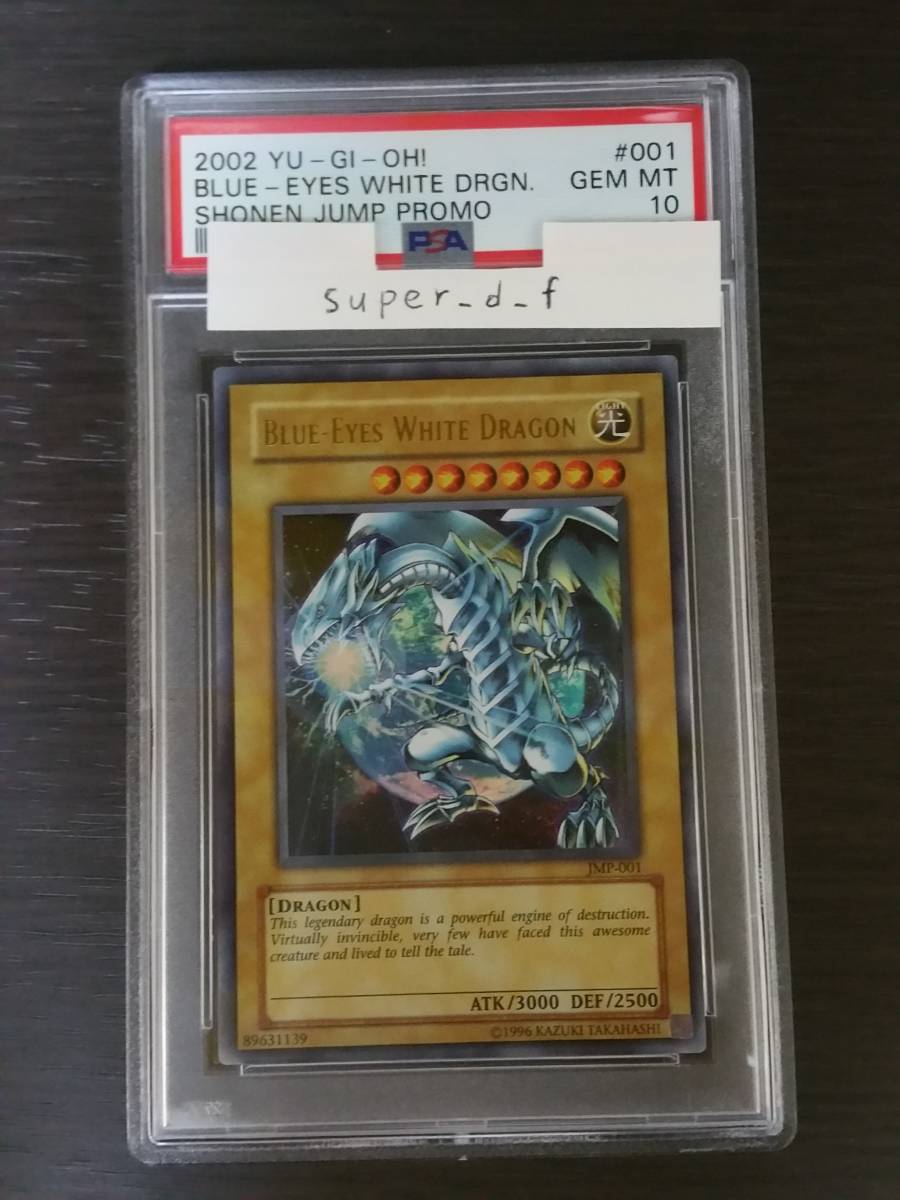 2002 YU-GI-OH! #001
BLUE-EYES WHITE DRGN. GEM MT
SHONEN JUMP PROMO 10
PSA
super_d_f
BLUE-EYES WHITE DRAGON
LIGHT
光
JMP-001
[DRAGON]
This legendary dragon is a powerful engine of destruction.
Virtually invincible, very few have faced this awesome
creature and lived to tell the tale.
ATK/3000 DEF/2500
89631139 ©1996 KAZUKI TAKAHASHI